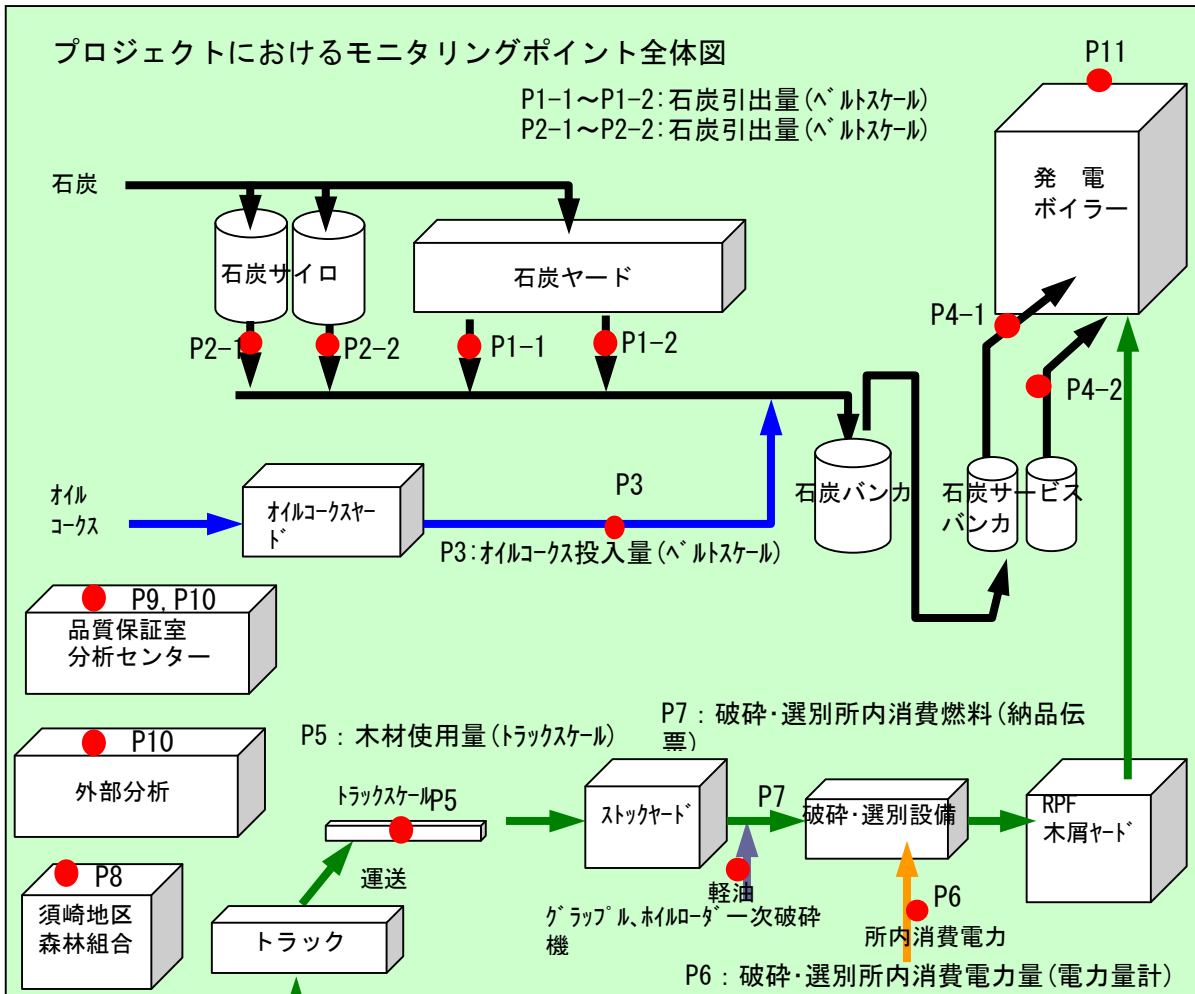 プロジェクトにおけるモニタリングポイント全体図
P11
P1-1～P1-2:石炭引出量(ﾍﾞﾙﾄスケール)
P2-1～P2-2:石炭引出量(ﾍﾞﾙﾄスケール)
石炭
発 電
ボイラー
石炭サイロ
石炭ヤード
P2-1
P2-2
P1-1
P1-2
P4-1
P4-2
ｵｲﾙ
ｺｰｸｽ
ｵｲﾙｺｰｸｽﾔｰ
ﾄﾞ
P3
P3:ｵｲﾙｺｰｸｽ投入量(ﾍﾞﾙﾄスケール)
石炭バンカ
石炭サービス
バンカ
P9,P10
品質保証室
分析センター
P10
外部分析
P8
須崎地区
森林組合
P5：木材使用量(ﾄﾗｯｸスケール)
P7：破砕・選別所内消費燃料(納品伝
票)
ﾄﾗｯｸｽｹｰﾙ
P5
運送
トラック
ｽﾄｯｸﾔｰﾄﾞ
P7
破砕・選別設備
RPF
木屑ヤード
軽油
ｸﾞﾗｯﾌﾟﾙ､ﾎｲﾙﾛｰﾀﾞ一次破砕
機
P6
所内消費電力
P6：破砕・選別所内消費電力量(電力量計)